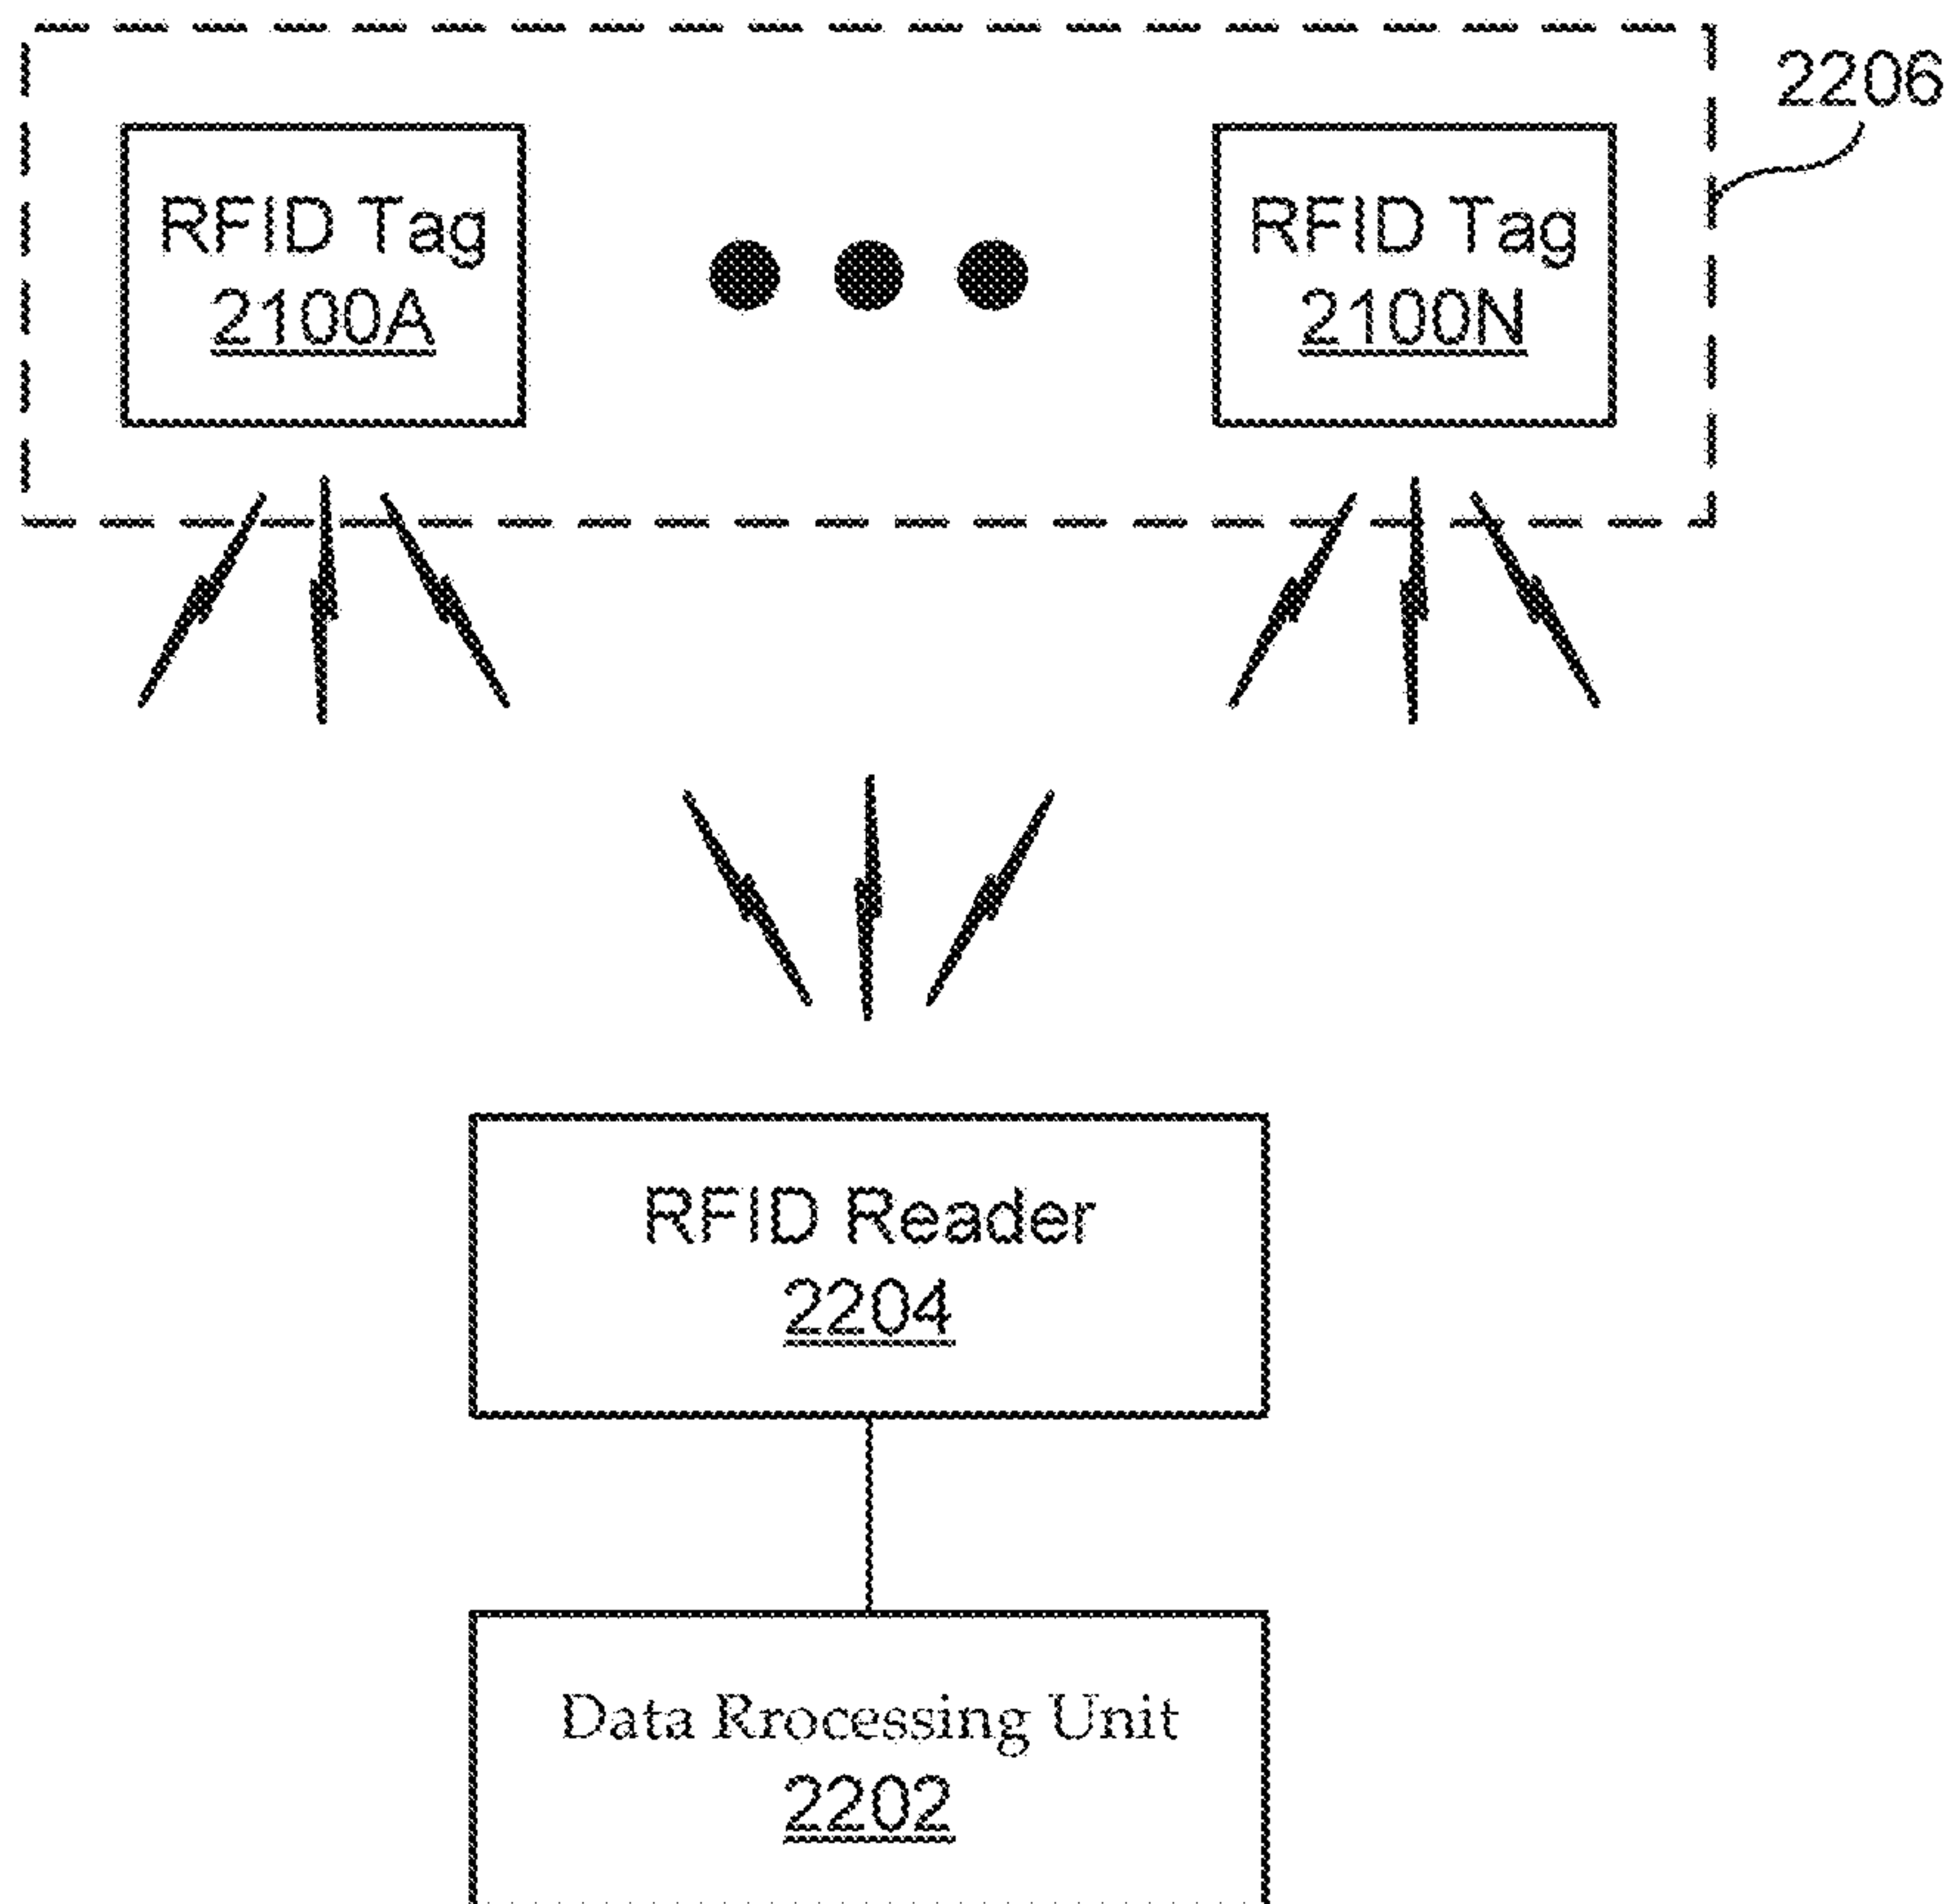 2206
RFID Tag
2100A
RFID Tag
2100N
RFID Reader
2204
Data Rrocessing Unit
2202